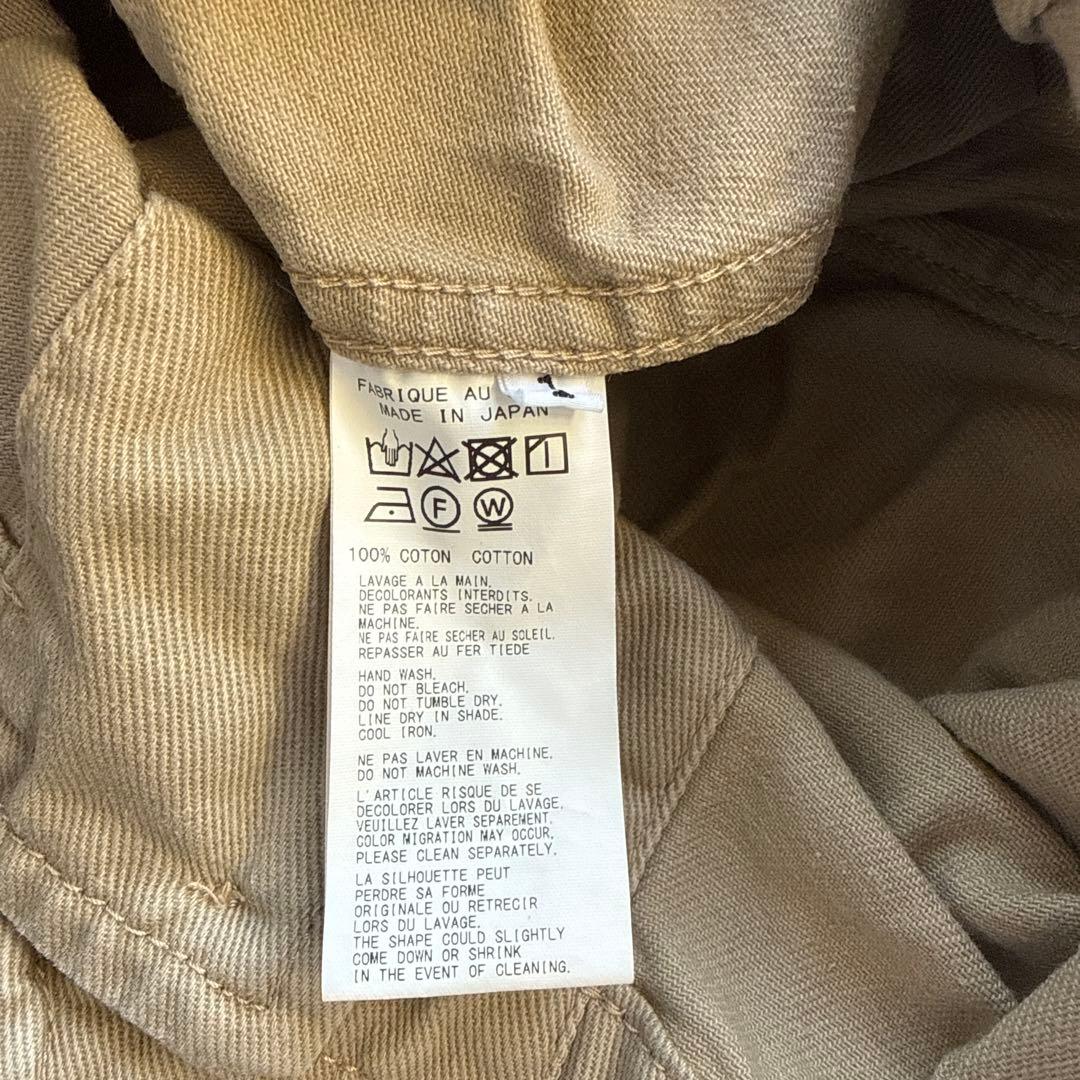 FABRIQUE AU
MADE IN JAPAN
F W
100% COTON COTTON
LAVAGE A LA MAIN.
DECOLORANTS INTERDITS.
NE PAS FAIRE SECHER A LA
MACHINE.
NE PAS FAIRE SECHER AU SOLEIL.
REPASSER AU FER TIEDE
HAND WASH.
DO NOT BLEACH.
DO NOT TUMBLE DRY.
LINE DRY IN SHADE.
COOL IRON.
NE PAS LAVER EN MACHINE.
DO NOT MACHINE WASH.
L'ARTICLE RISQUE DE SE
DECOLORER LORS DU LAVAGE.
VEUILLEZ LAVER SEPAREMENT.
COLOR MIGRATION MAY OCCUR.
PLEASE CLEAN SEPARATELY.
LA SILHOUETTE PEUT
PERDRE SA FORME
ORIGINALE OU RETRECIR
LORS DU LAVAGE.
THE SHAPE COULD SLIGHTLY
COME DOWN OR SHRINK
IN THE EVENT OF CLEANING.